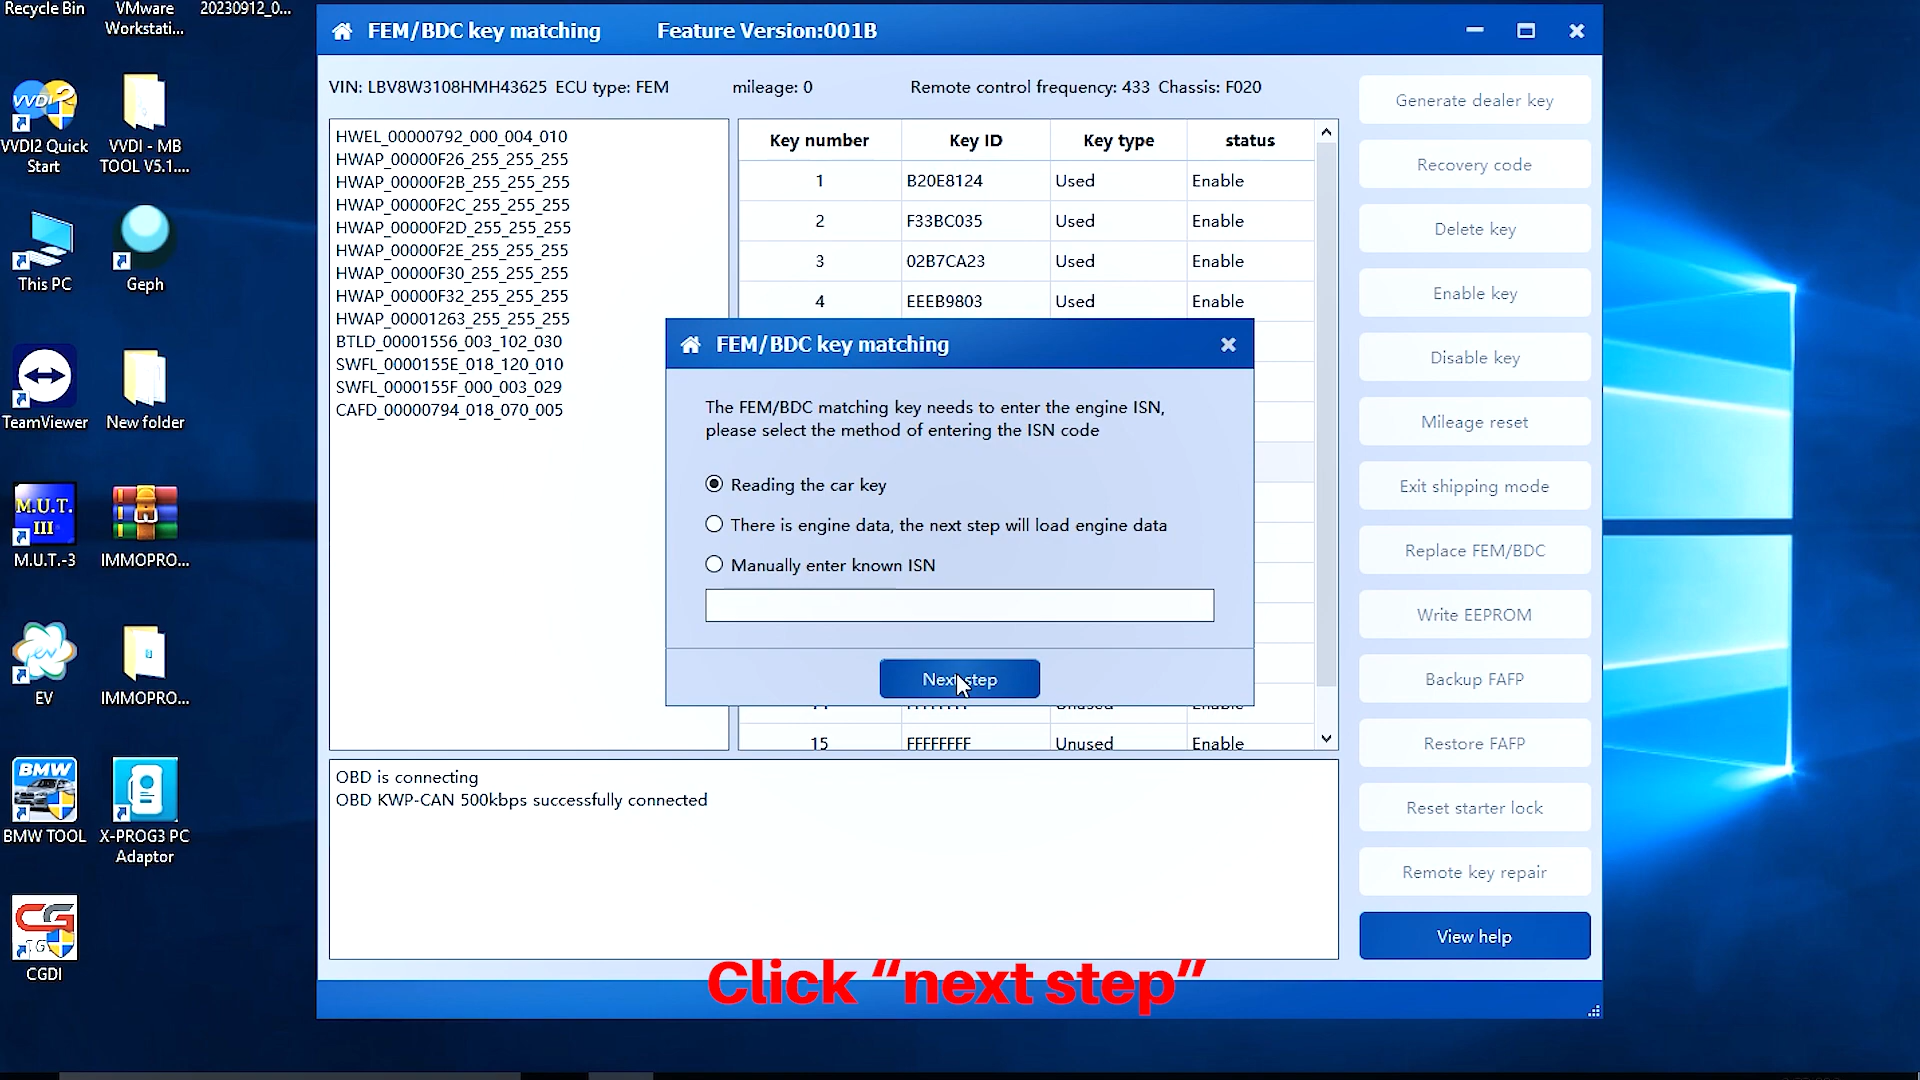 Recycle Bin
VMware
Workstati...
20230912_0...
VVDI2 Quick
Start
VVDI - MB
TOOL V5.1....
This PC
Geph
TeamViewer
New folder
M.U.T.
III
M.U.T.-3
IMMOPRO...
EV
IMMOPRO...
BMW
BMW TOOL
X-PROG3 PC
Adaptor
CG
CGDI
FEM/BDC key matching
Feature Version:001B
VIN: LBV8W3108HMH43625 ECU type: FEM
mileage: 0
Remote control frequency: 433 Chassis: F020
HWEL_00000792_000_004_010
HWAP_00000F26_255_255_255
HWAP_00000F2B_255_255_255
HWAP_00000F2C_255_255_255
HWAP_00000F2D_255_255_255
HWAP_00000F2E_255_255_255
HWAP_00000F30_255_255_255
HWAP_00000F32_255_255_255
HWAP_00001263_255_255_255
BTLD_00001556_003_102_030
SWFL_0000155E_018_120_010
SWFL_0000155F_000_003_029
CAFD_00000794_018_070_005
Key number Key ID Key type status
1 B20E8124 Used Enable
2 F33BC035 Used Enable
3 02B7CA23 Used Enable
4 EEEB9803 Used Enable
15 FFFFFFFF Unused Enable
FEM/BDC key matching
The FEM/BDC matching key needs to enter the engine ISN,
please select the method of entering the ISN code
Reading the car key
There is engine data, the next step will load engine data
Manually enter known ISN
Next step
OBD is connecting
OBD KWP-CAN 500kbps successfully connected
Generate dealer key
Recovery code
Delete key
Enable key
Disable key
Mileage reset
Exit shipping mode
Replace FEM/BDC
Write EEPROM
Backup FAFP
Restore FAFP
Reset starter lock
Remote key repair
View help
Click “next step”